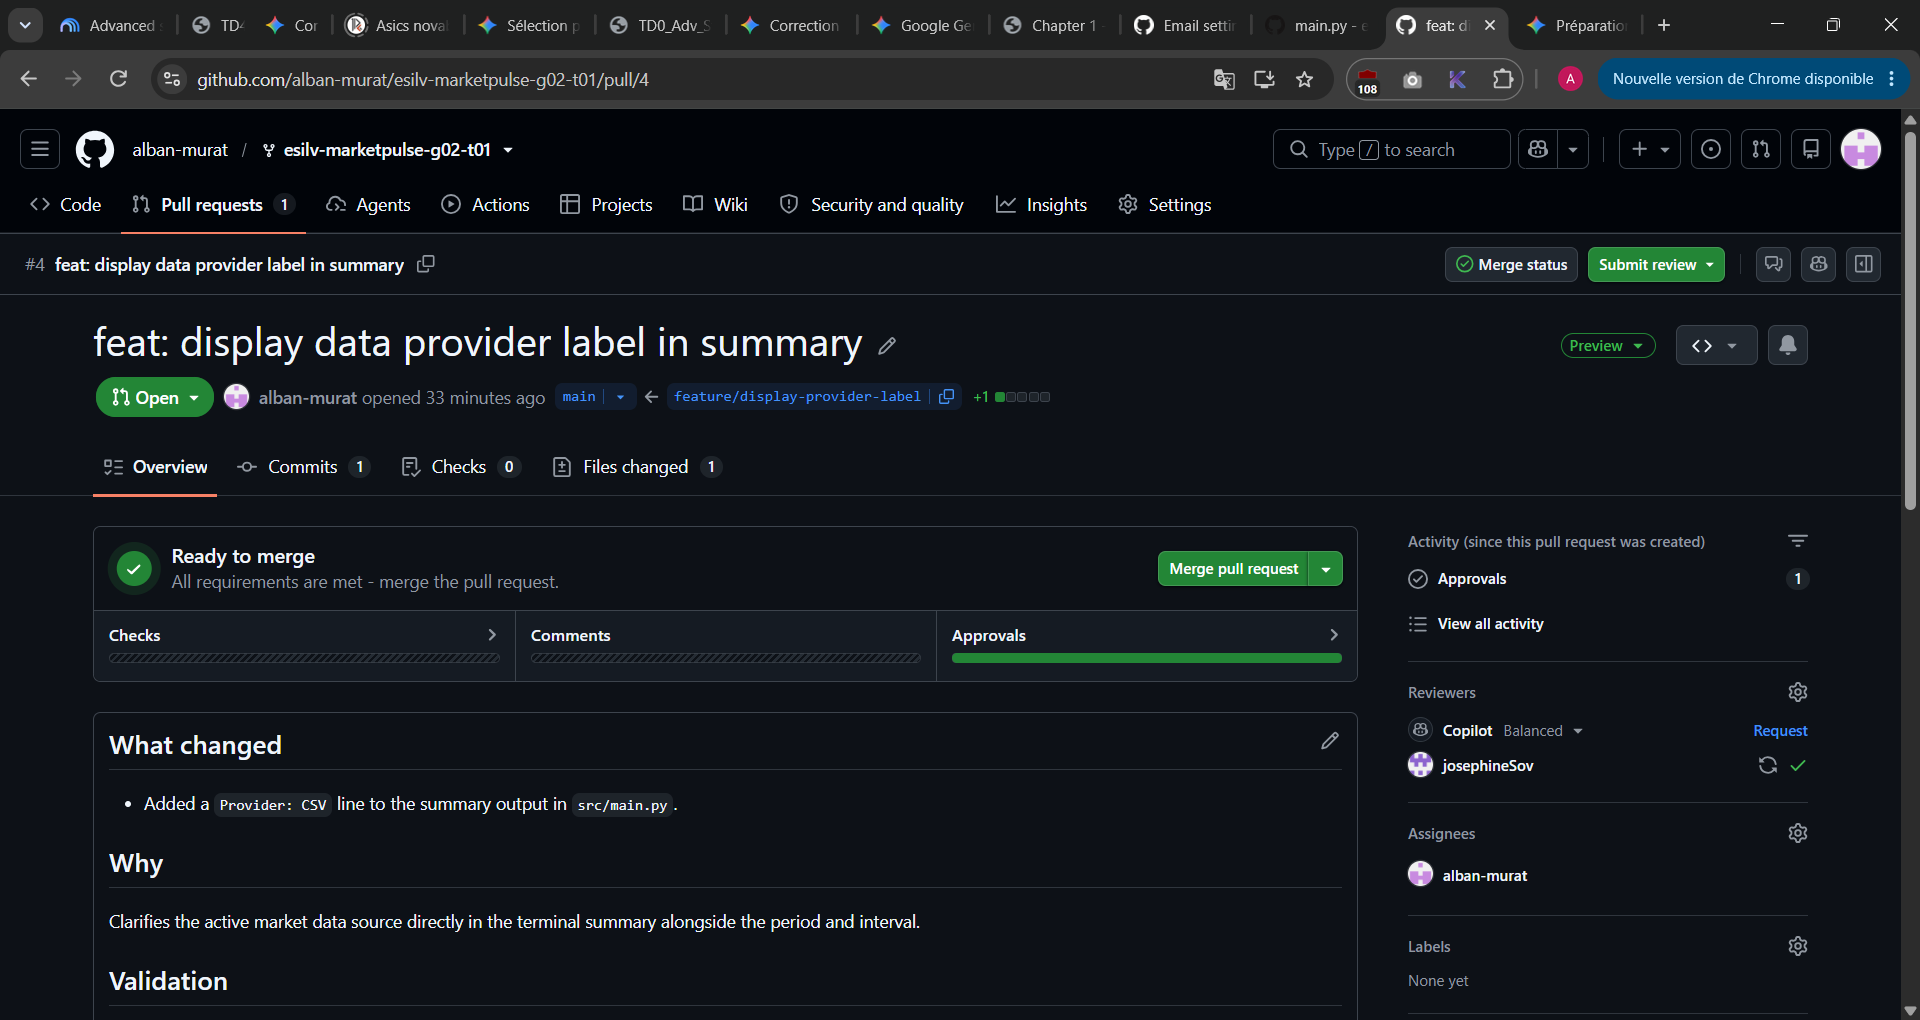 Advanced
TD4
Cor
Asics nova
Sélection p
TD0_Adv_S
Correction
Google Ge
Chapter 1
Email setti
main.py - e
feat: di
Préparation
github.com/alban-murat/esilv-marketpulse-g02-t01/pull/4
108
A
Nouvelle version de Chrome disponible
alban-murat / esilv-marketpulse-g02-t01
Type / to search
Code
Pull requests 1
Agents
Actions
Projects
Wiki
Security and quality
Insights
Settings
#4 feat: display data provider label in summary
Merge status
Submit review
feat: display data provider label in summary
Preview
Open
alban-murat opened 33 minutes ago
main
feature/display-provider-label
+1
Overview
Commits 1
Checks 0
Files changed 1
Ready to merge
All requirements are met - merge the pull request.
Merge pull request
Checks
Comments
Approvals
What changed
• Added a Provider: CSV line to the summary output in src/main.py.
Why
Clarifies the active market data source directly in the terminal summary alongside the period and interval.
Validation
Activity (since this pull request was created)
Approvals 1
View all activity
Reviewers
Copilot Balanced Request
josephineSov
Assignees
alban-murat
Labels
None yet